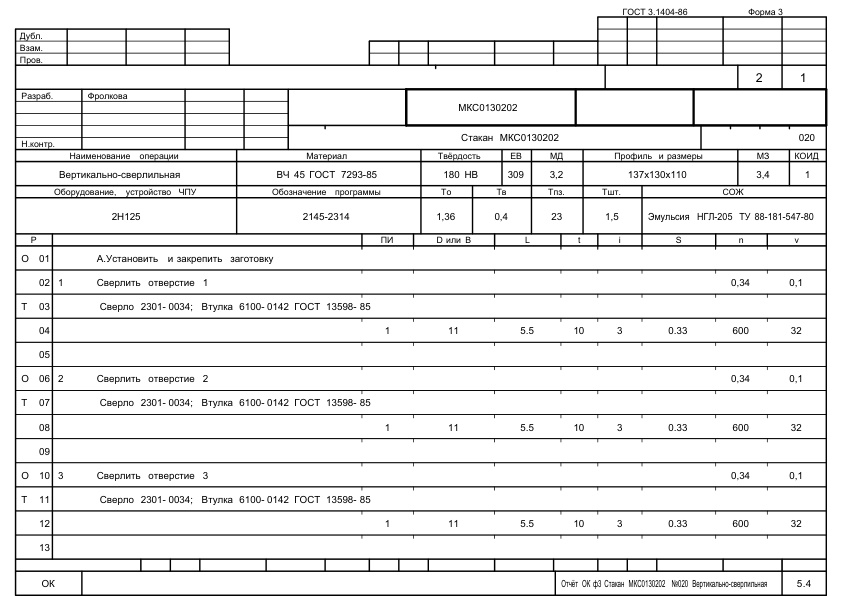 ГОСТ 3.1404-86 Форма 3
Дубл.
Взам.
Пров.
2 1
Разраб. Фролкова
МКС0130202
Н.контр.
Стакан МКС0130202 020
Наименование операции Материал Твёрдость ЕВ МД Профиль и размеры МЗ КОИД
Вертикально-сверлильная ВЧ 45 ГОСТ 7293-85 180 НВ 309 3,2 137х130х110 3,4 1
Оборудование, устройство ЧПУ Обозначение программы То Тв Тпз. Тшт. СОЖ
2Н125 2145-2314 1,36 0,4 23 1,5 Эмульсия НГЛ-205 ТУ 88-181-547-80
Р ПИ D или В L t i S n v
О 01 А.Установить и закрепить заготовку
02 1 Сверлить отверстие 1 0,34 0,1
Т 03 Сверло 2301-0034; Втулка 6100-0142 ГОСТ 13598-85
04 1 11 5.5 10 3 0.33 600 32
05
О 06 2 Сверлить отверстие 2 0,34 0,1
Т 07 Сверло 2301-0034; Втулка 6100-0142 ГОСТ 13598-85
08 1 11 5.5 10 3 0.33 600 32
09
О 10 3 Сверлить отверстие 3 0,34 0,1
Т 11 Сверло 2301-0034; Втулка 6100-0142 ГОСТ 13598-85
12 1 11 5.5 10 3 0.33 600 32
13
ОК Отчёт ОК ф3 Стакан МКС0130202 №020 Вертикально-сверлильная 5.4